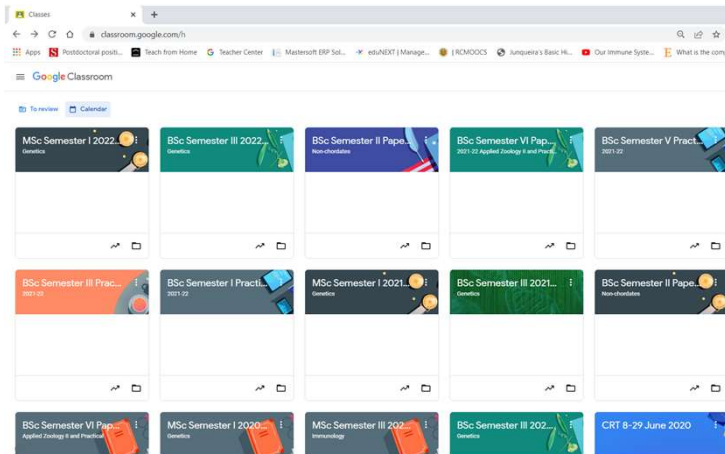 Classes
classroom.google.com/h
Apps
Postdoctoral positi...
Teach from Home
Teacher Center
Mastersoft ERP Sol...
eduNEXT | Manage...
| RCMOOCS
Junqueira's Basic Hi...
Our Immune Syste...
What is the comp
Google Classroom
To review
Calendar
MSc Semester I 2022...
Genetics
BSc Semester III 2022...
Genetics
BSc Semester II Pape...
Non-chordates
BSc Semester VI Pap...
2021-22 Applied Zoology II and Practi...
BSc Semester V Pract...
2021-22
BSc Semester III Prac...
2021-22
BSc Semester I Practi...
2021-22
MSc Semester I 2021...
Genetics
BSc Semester III 2021...
Genetics
BSc Semester II Pape...
Non-chordates
BSc Semester VI Pap...
Applied Zoology II and Practical
MSc Semester I 2020...
Genetics
MSc Semester III 202...
Immunology
BSc Semester III 202...
Genetics
CRT 8-29 June 2020